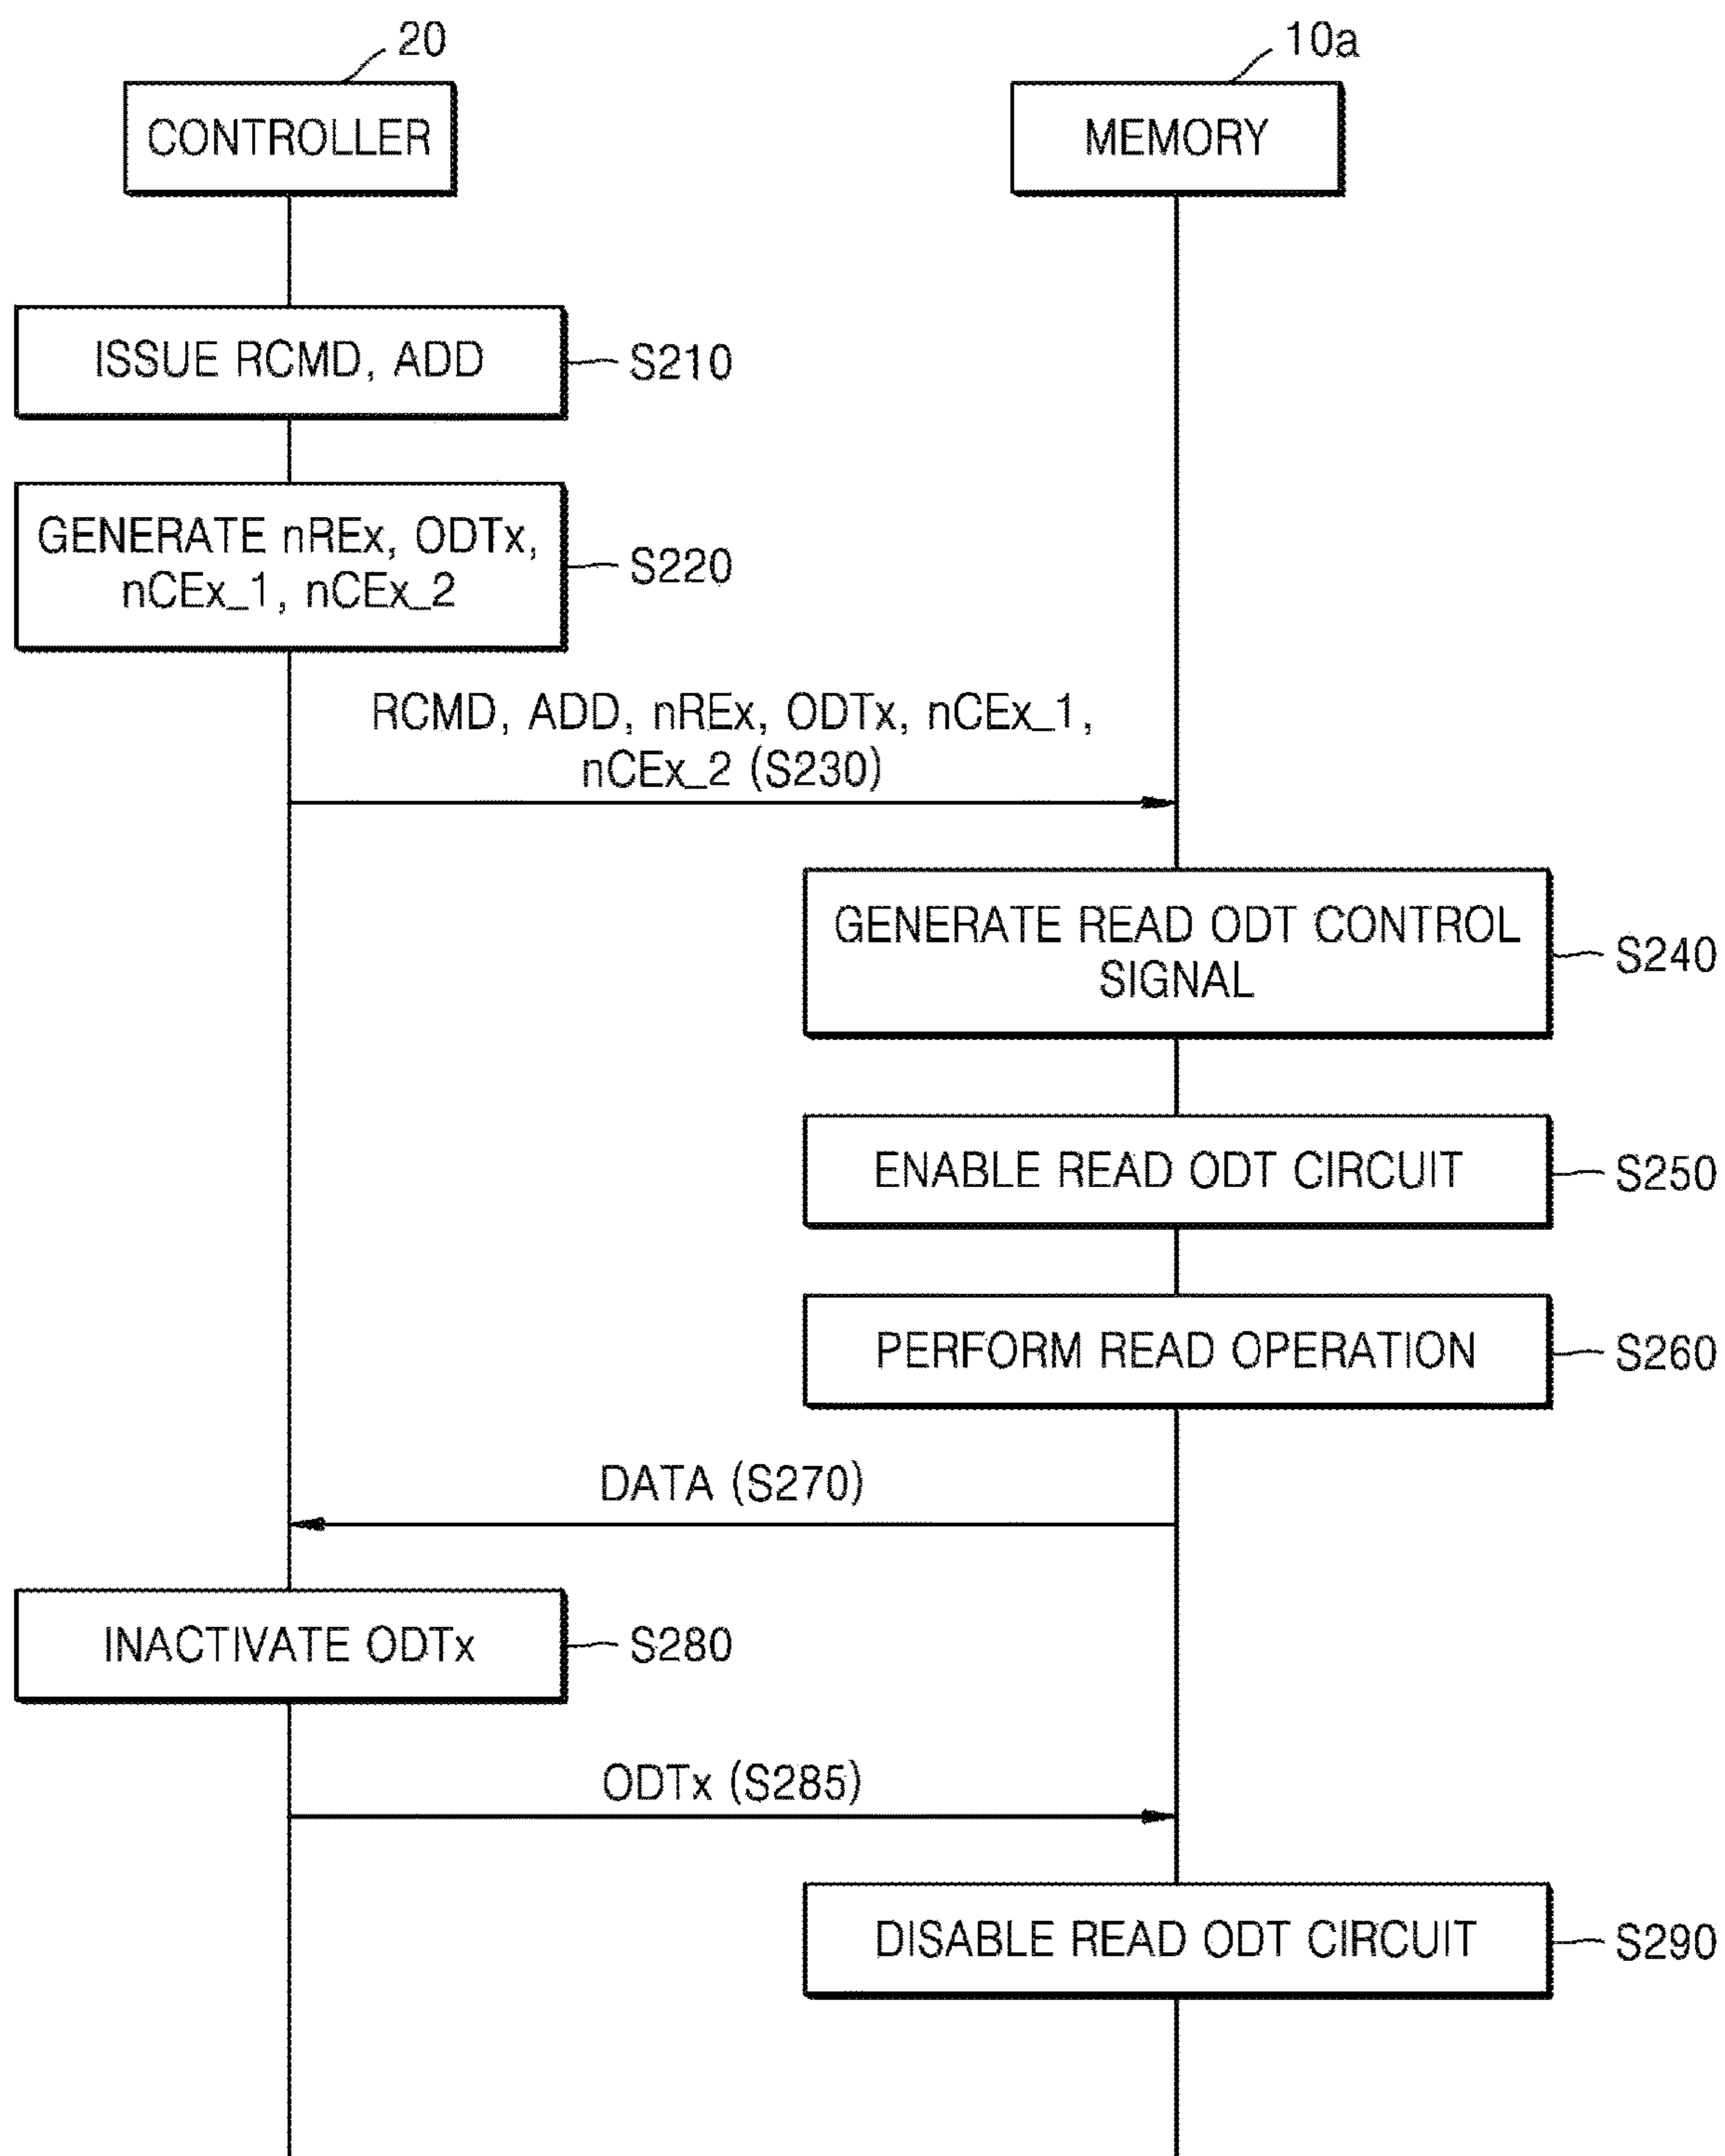 20
10a
CONTROLLER
MEMORY
ISSUE RCMD, ADD
S210
GENERATE nREx, ODTx,
nCEx_1, nCEx_2
S220
RCMD, ADD, nREx, ODTx, nCEx_1,
nCEx_2 (S230)
GENERATE READ ODT CONTROL
SIGNAL
S240
ENABLE READ ODT CIRCUIT
S250
PERFORM READ OPERATION
S260
DATA (S270)
INACTIVATE ODTx
S280
ODTx (S285)
DISABLE READ ODT CIRCUIT
S290